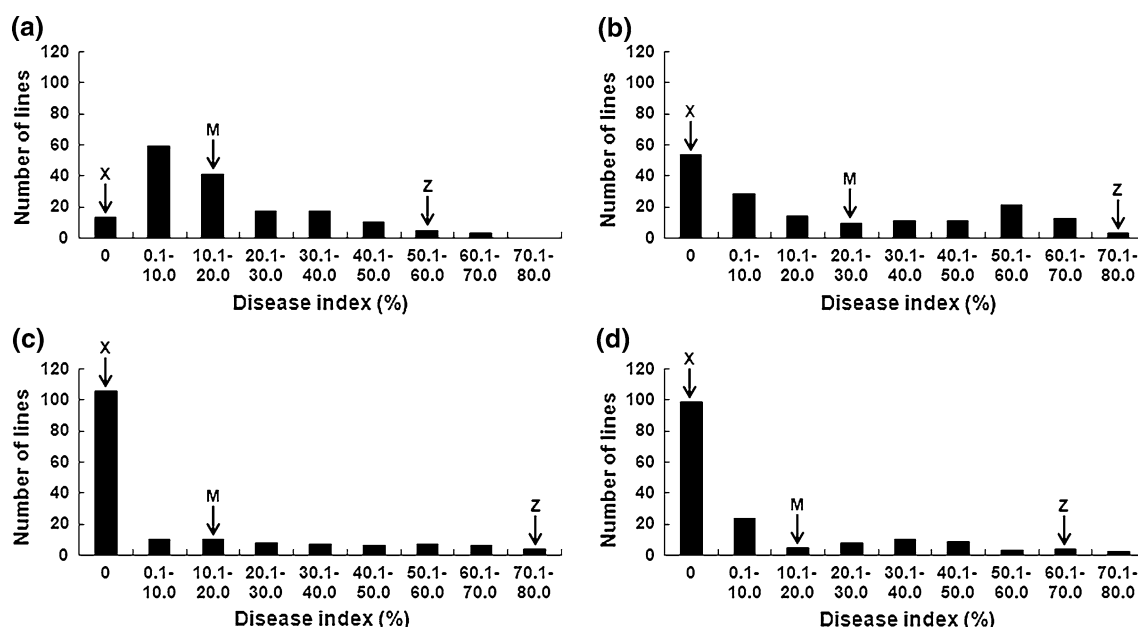 (a)
Number of lines
120
100
80
60
40
20
0
X
M
Z
0 0.1- 10.1- 20.1- 30.1- 40.1- 50.1- 60.1- 70.1-
10.0 20.0 30.0 40.0 50.0 60.0 70.0 80.0
Disease index (%)
(b)
Number of lines
120
100
80
60
40
20
0
X
M
Z
0 0.1- 10.1- 20.1- 30.1- 40.1- 50.1- 60.1- 70.1-
10.0 20.0 30.0 40.0 50.0 60.0 70.0 80.0
Disease index (%)
(c)
Number of lines
120
100
80
60
40
20
0
X
M
Z
0 0.1- 10.1- 20.1- 30.1- 40.1- 50.1- 60.1- 70.1-
10.0 20.0 30.0 40.0 50.0 60.0 70.0 80.0
Disease index (%)
(d)
Number of lines
120
100
80
60
40
20
0
X
M
Z
0 0.1- 10.1- 20.1- 30.1- 40.1- 50.1- 60.1- 70.1-
10.0 20.0 30.0 40.0 50.0 60.0 70.0 80.0
Disease index (%)